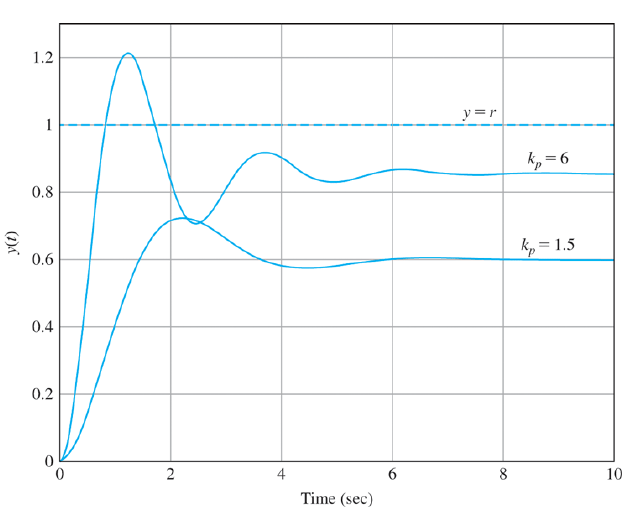 1.2
y = r
1
k_p = 6
0.8
k_p = 1.5
y(t)
0.6
0.4
0.2
0
0 2 4 6 8 10
Time (sec)